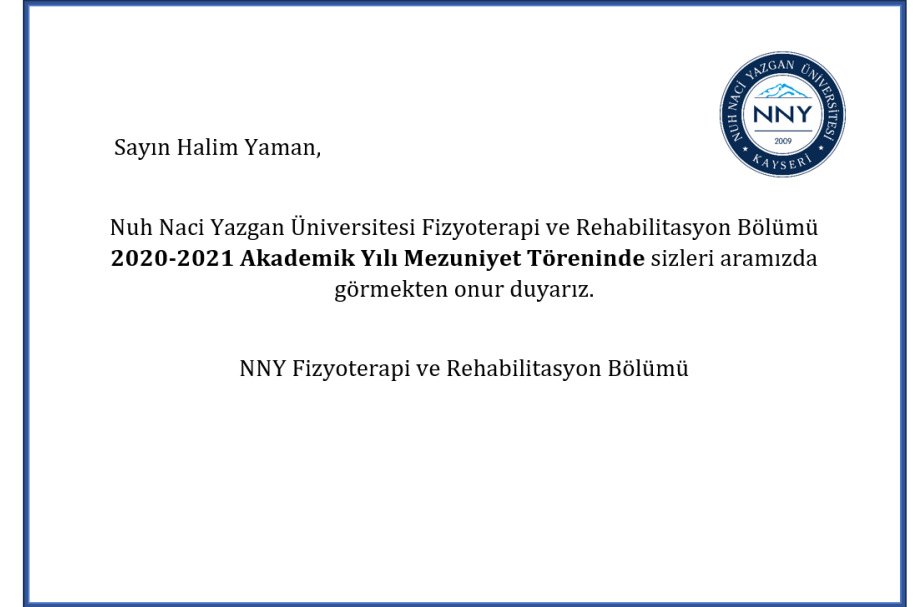 NUH NACİ YAZGAN ÜNİVERSİTESİ
NNY
2009
KAYSERİ
Sayın Halim Yaman,
Nuh Naci Yazgan Üniversitesi Fizyoterapi ve Rehabilitasyon Bölümü
2020-2021 Akademik Yılı Mezuniyet Töreninde sizleri aramızda
görmekten onur duyarız.
NNY Fizyoterapi ve Rehabilitasyon Bölümü